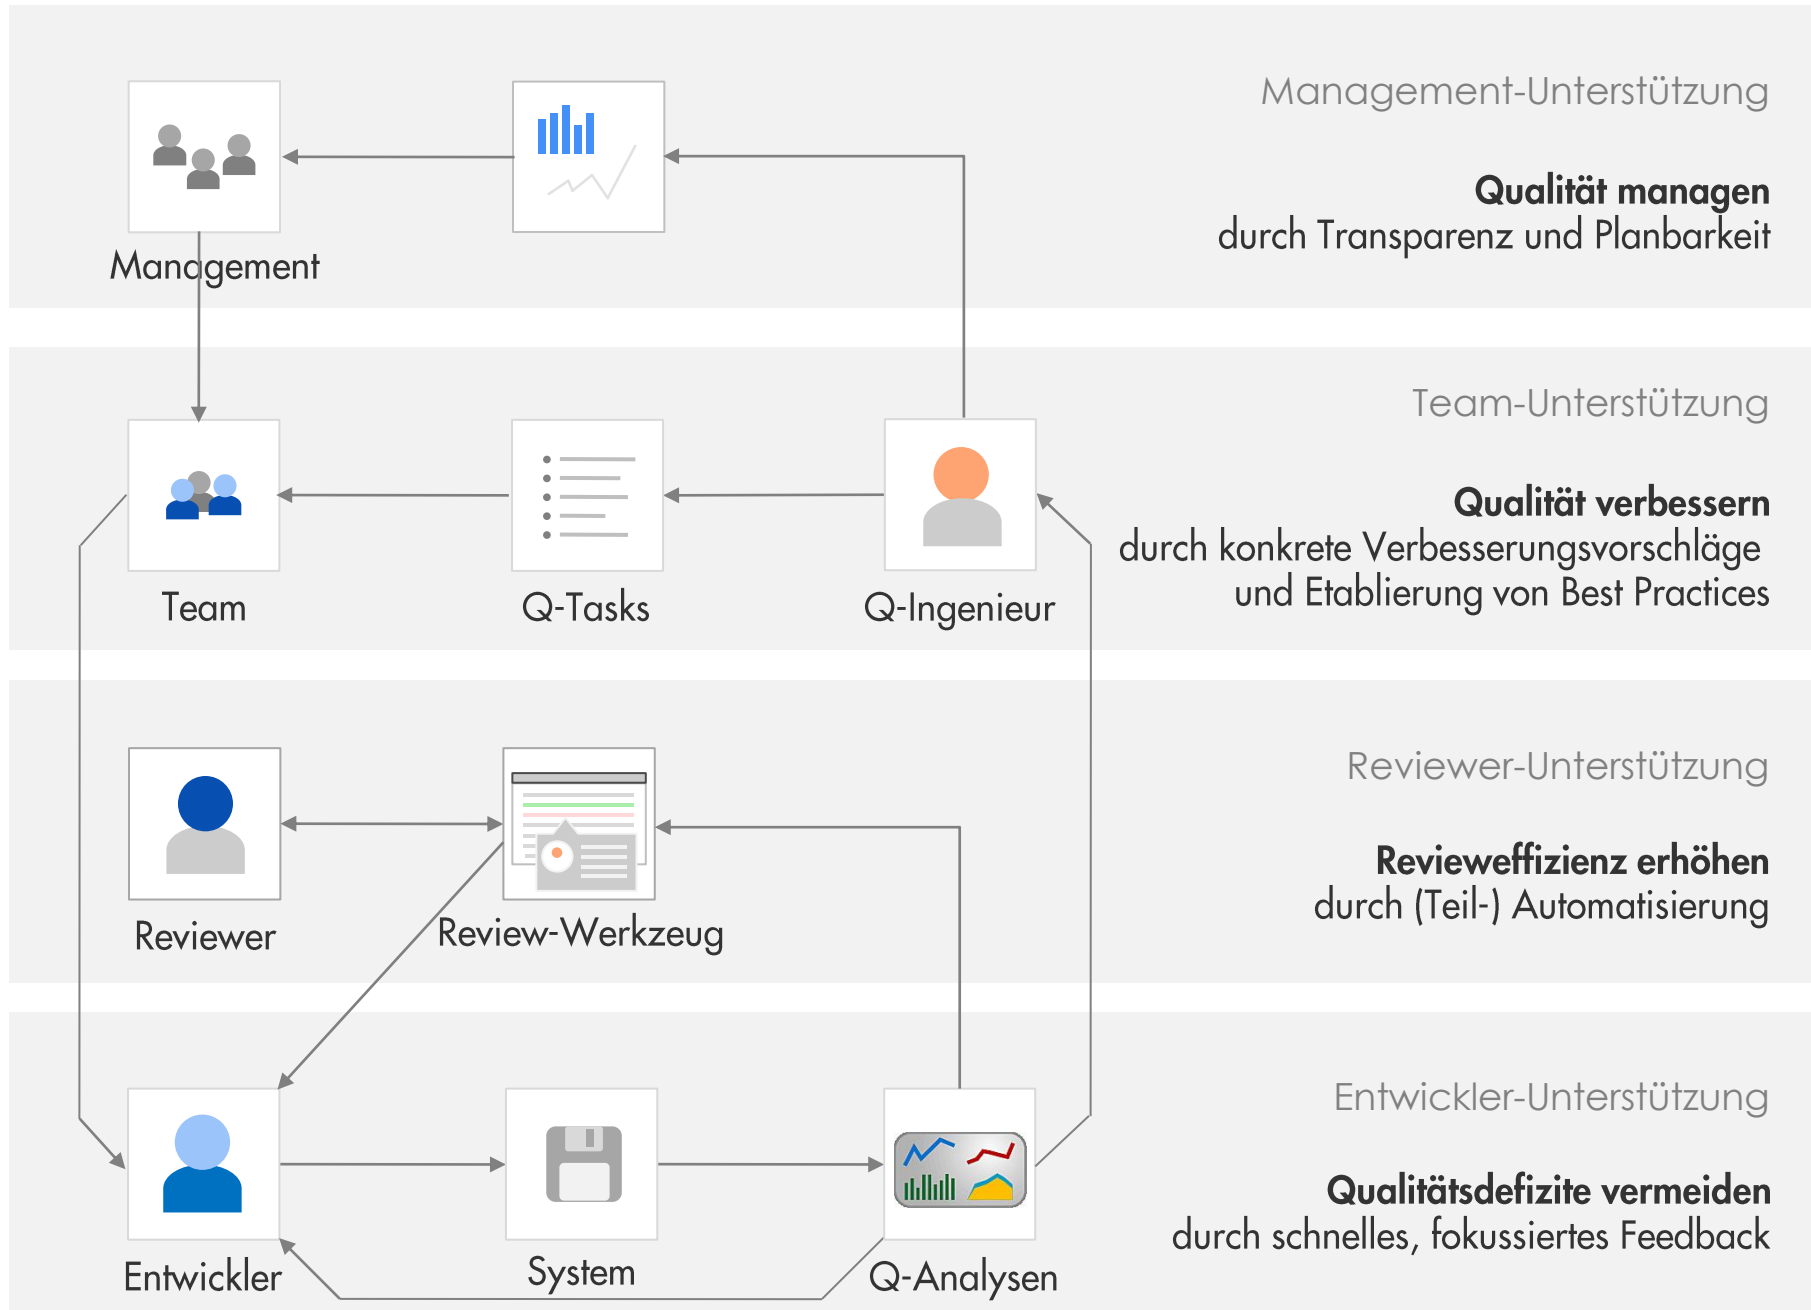 Management-Unterstützung
Qualität managen
durch Transparenz und Planbarkeit
Management
Team-Unterstützung
Qualität verbessern
durch konkrete Verbesserungsvorschläge
und Etablierung von Best Practices
Team
Q-Tasks
Q-Ingenieur
Reviewer-Unterstützung
Revieweffizienz erhöhen
durch (Teil-) Automatisierung
Reviewer
Review-Werkzeug
Entwickler-Unterstützung
Qualitätsdefizite vermeiden
durch schnelles, fokussiertes Feedback
Entwickler
System
Q-Analysen